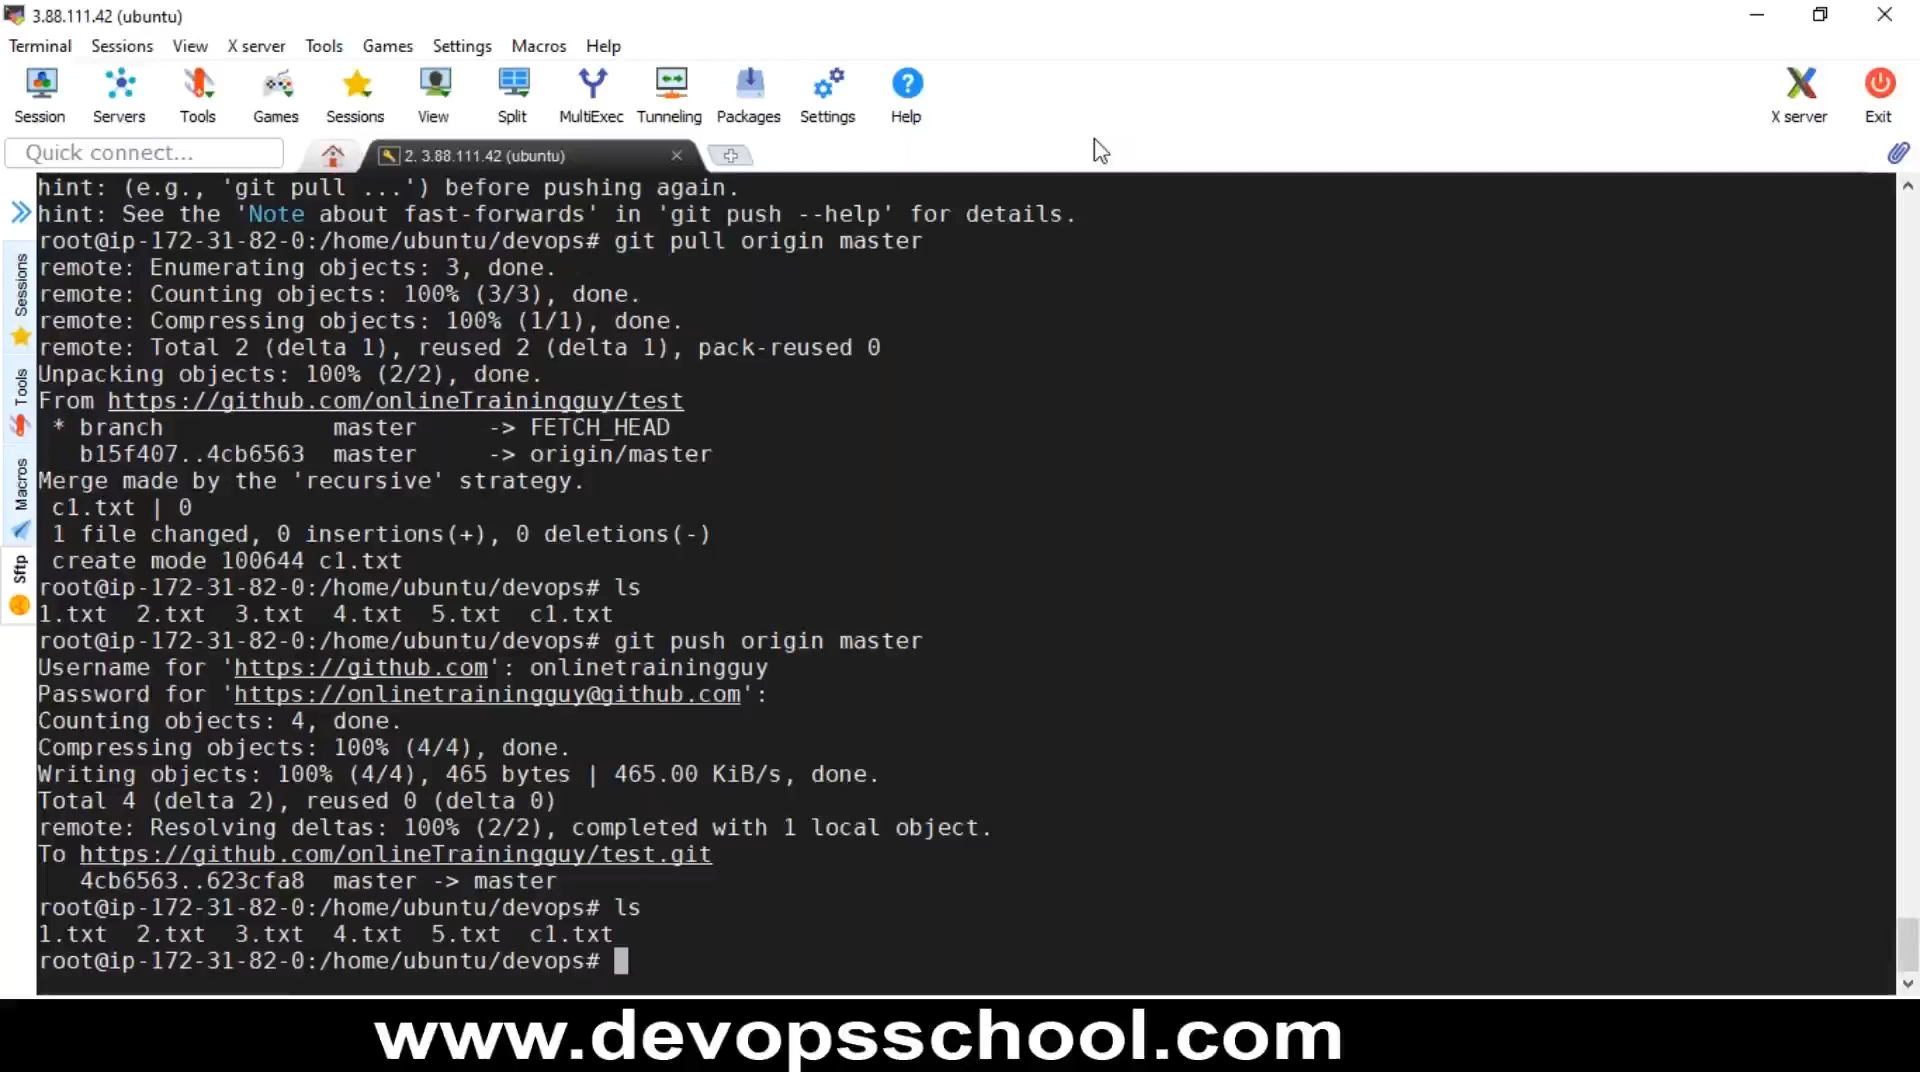 3.88.111.42 (ubuntu)
Terminal Sessions View X server Tools Games Settings Macros Help
Session Servers Tools Games Sessions View Split MultiExec Tunneling Packages Settings Help X server Exit
Quick connect... 2. 3.88.111.42 (ubuntu)
hint: (e.g., 'git pull ...') before pushing again.
hint: See the 'Note about fast-forwards' in 'git push --help' for details.
root@ip-172-31-82-0:/home/ubuntu/devops# git pull origin master
remote: Enumerating objects: 3, done.
remote: Counting objects: 100% (3/3), done.
remote: Compressing objects: 100% (1/1), done.
remote: Total 2 (delta 1), reused 2 (delta 1), pack-reused 0
Unpacking objects: 100% (2/2), done.
From https://github.com/onlineTrainingguy/test
 * branch            master     -> FETCH_HEAD
   b15f407..4cb6563  master     -> origin/master
Merge made by the 'recursive' strategy.
 c1.txt | 0
 1 file changed, 0 insertions(+), 0 deletions(-)
 create mode 100644 c1.txt
root@ip-172-31-82-0:/home/ubuntu/devops# ls
1.txt  2.txt  3.txt  4.txt  5.txt  c1.txt
root@ip-172-31-82-0:/home/ubuntu/devops# git push origin master
Username for 'https://github.com': onlinetrainingguy
Password for 'https://onlinetrainingguy@github.com':
Counting objects: 4, done.
Compressing objects: 100% (4/4), done.
Writing objects: 100% (4/4), 465 bytes | 465.00 KiB/s, done.
Total 4 (delta 2), reused 0 (delta 0)
remote: Resolving deltas: 100% (2/2), completed with 1 local object.
To https://github.com/onlineTrainingguy/test.git
   4cb6563..623cfa8  master -> master
root@ip-172-31-82-0:/home/ubuntu/devops# ls
1.txt  2.txt  3.txt  4.txt  5.txt  c1.txt
root@ip-172-31-82-0:/home/ubuntu/devops#
Sessions
Tools
Macros
Sftp
www.devopsschool.com